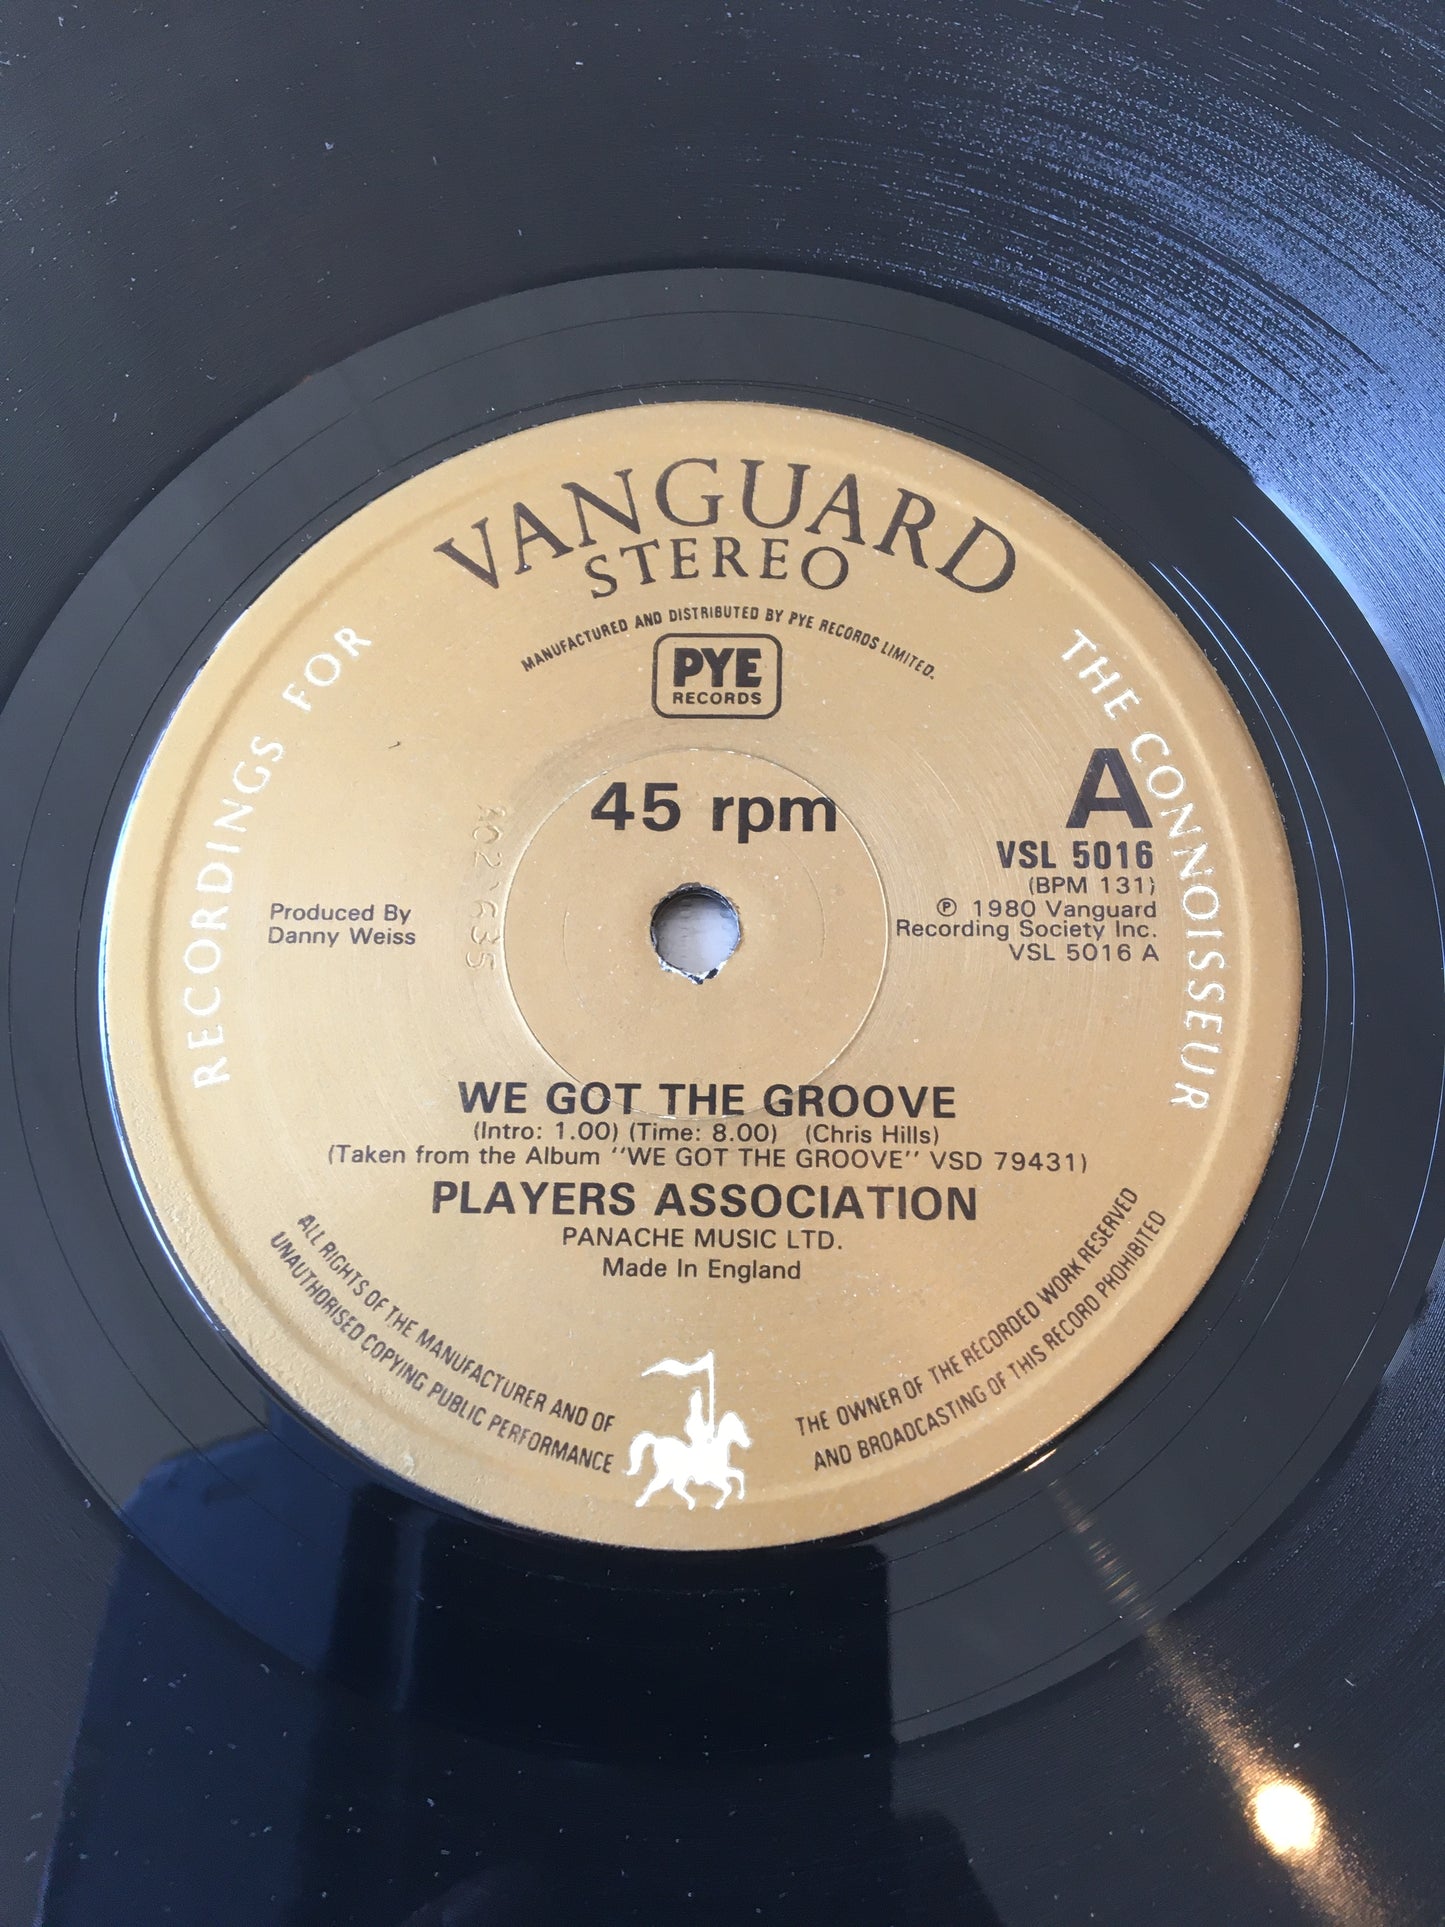 VANGUARD
STEREO
MANUFACTURED AND DISTRIBUTED BY PYE RECORDS LIMITED.
PYE
RECORDS
RECORDINGS FOR
THE CONNOISSEUR
45 rpm
A
VSL 5016
(BPM 131)
Ⓟ 1980 Vanguard
Recording Society Inc.
VSL 5016 A
Produced By
Danny Weiss
WE GOT THE GROOVE
(Intro: 1.00) (Time: 8.00) (Chris Hills)
(Taken from the Album "WE GOT THE GROOVE" VSD 79431)
PLAYERS ASSOCIATION
PANACHE MUSIC LTD.
Made In England
ALL RIGHTS OF THE MANUFACTURER AND OF
THE OWNER OF THE RECORDED WORK RESERVED
UNAUTHORISED COPYING PUBLIC PERFORMANCE
AND BROADCASTING OF THIS RECORD PROHIBITED